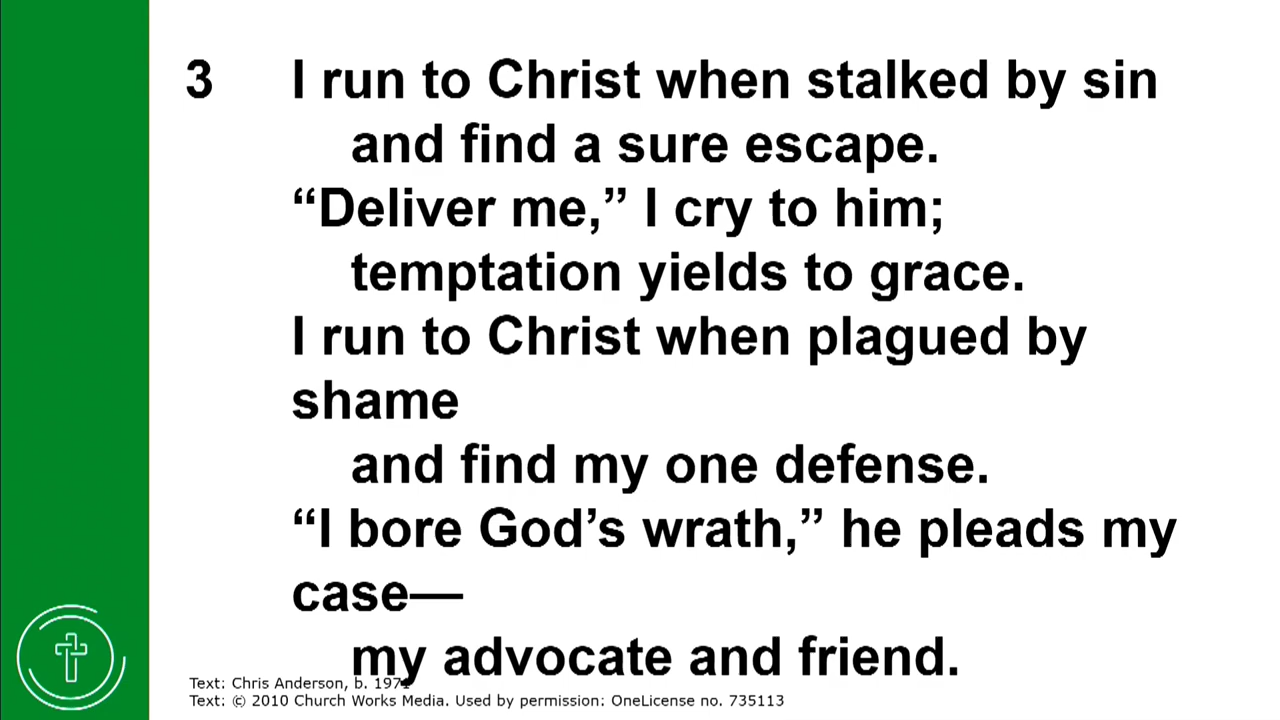 3 I run to Christ when stalked by sin
and find a sure escape.
“Deliver me,” I cry to him;
temptation yields to grace.
I run to Christ when plagued by
shame
and find my one defense.
“I bore God’s wrath,” he pleads my
case—
my advocate and friend.
Text: Chris Anderson, b.
Text: © 2010 Church Works Media. Used by permission: OneLicense no. 735113